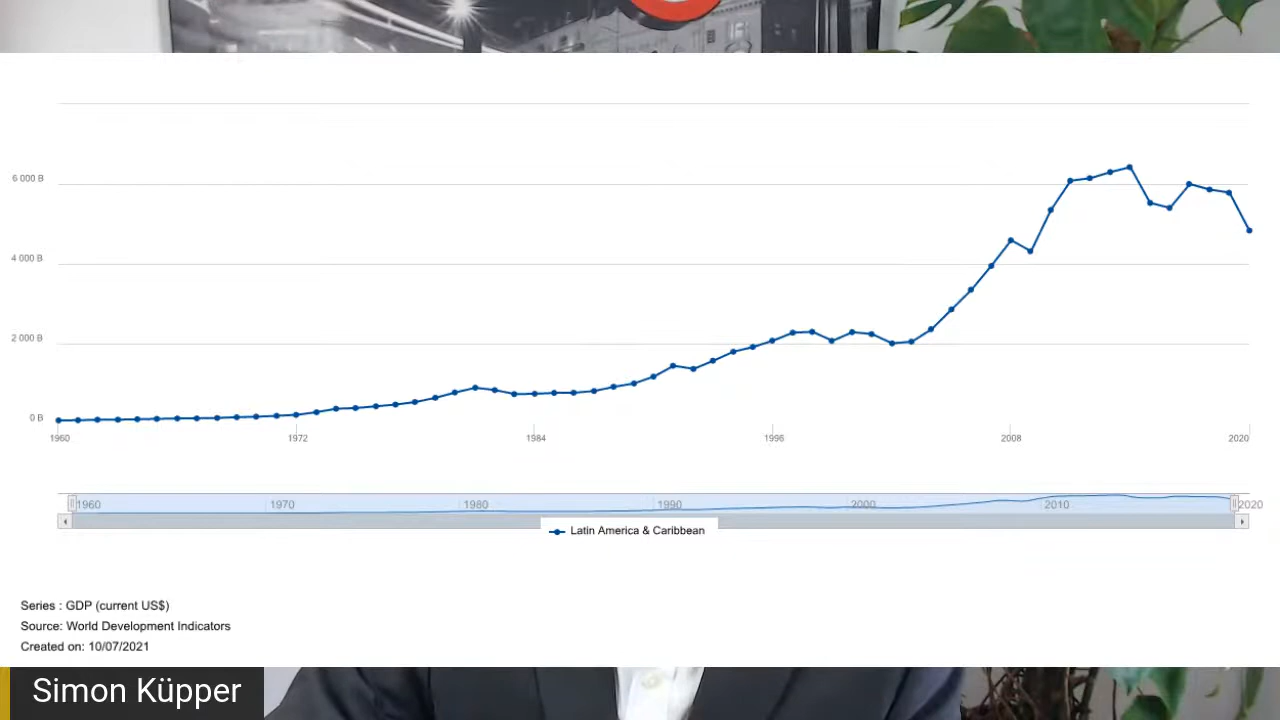 6 000 B
4 000 B
2 000 B
0 B
1960 1972 1984 1996 2008 2020
1960 1970 1980 1990 2000 2010 2020
Latin America & Caribbean
Series : GDP (current US$)
Source: World Development Indicators
Created on: 10/07/2021
Simon Küpper